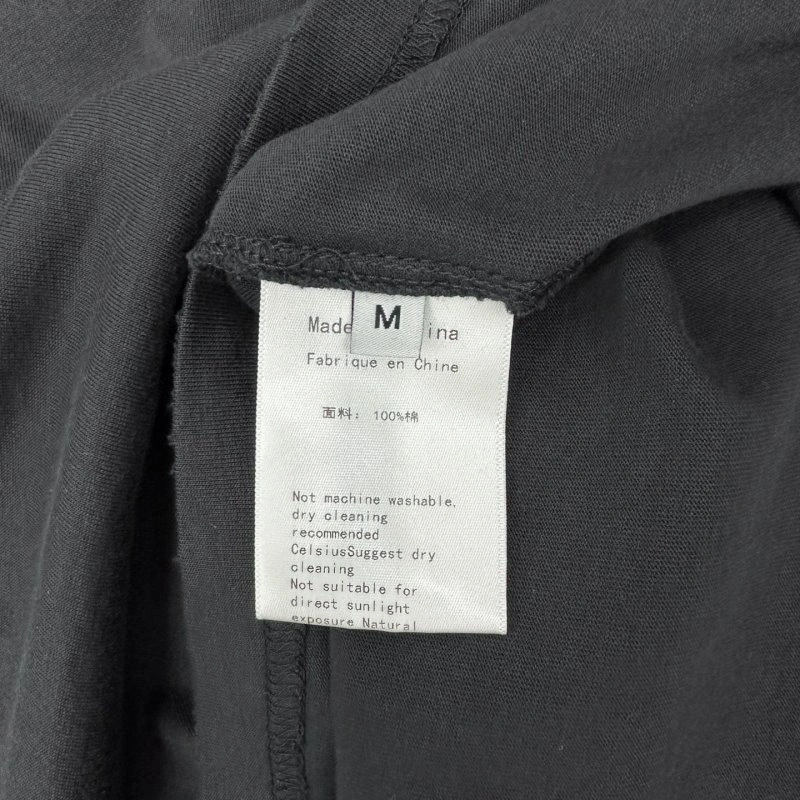 M
Made ina
Fabrique en Chine
面料: 100%棉
Not machine washable,
dry cleaning
recommended
CelsiusSuggest dry
cleaning
Not suitable for
direct sunlight
exposure Natural